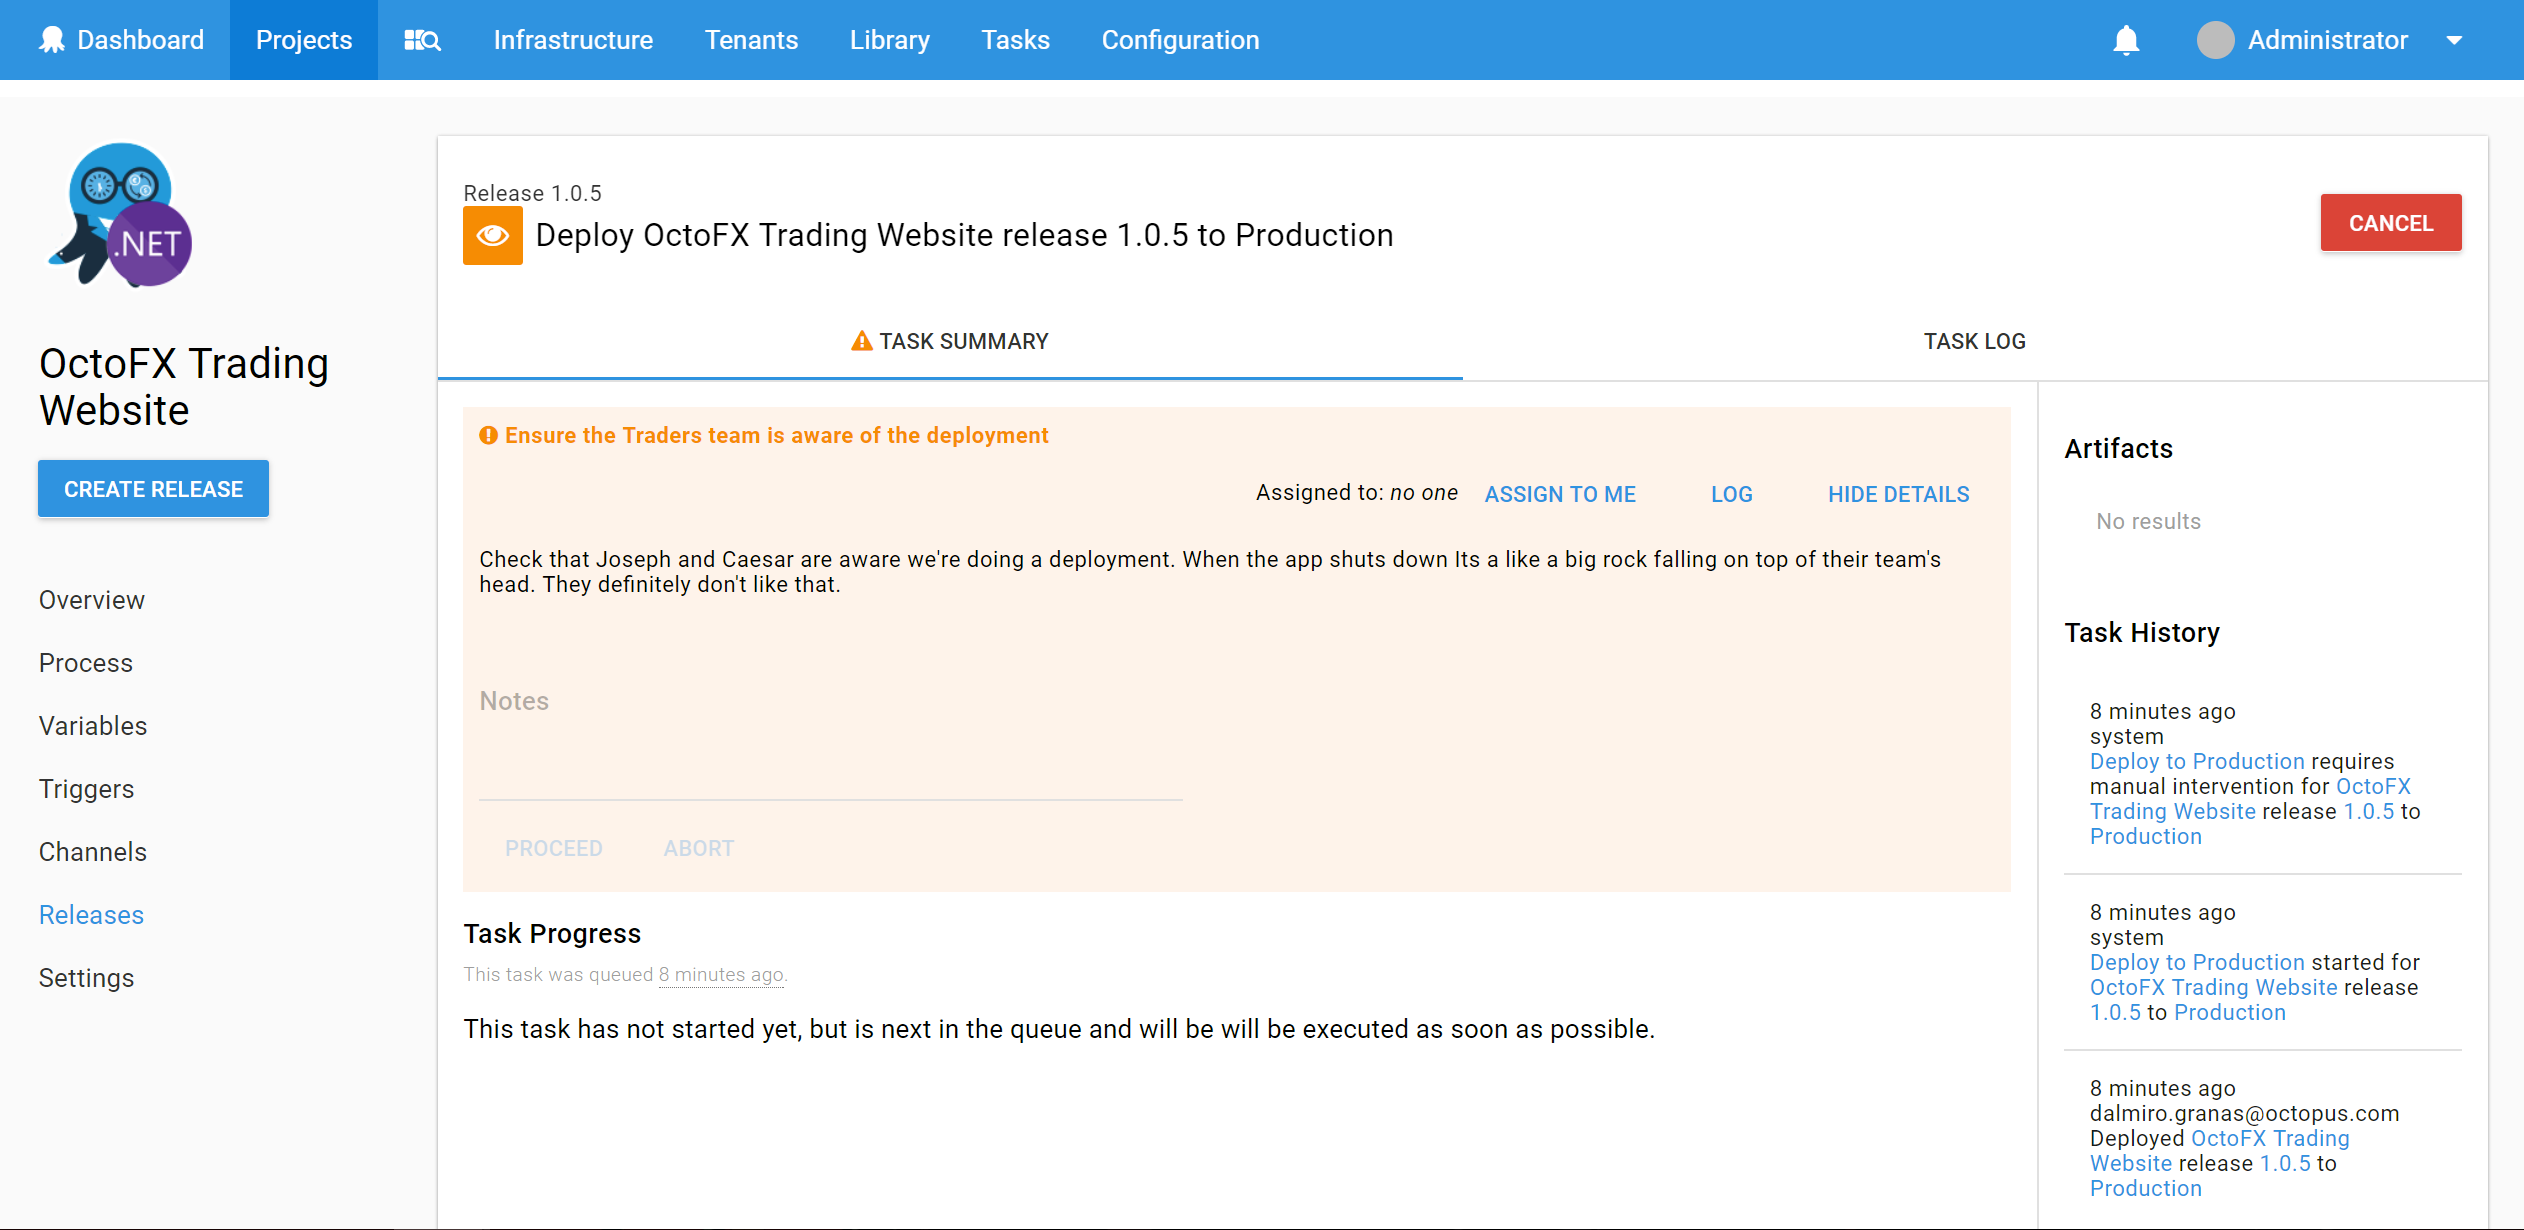 Dashboard
Projects
Infrastructure
Tenants
Library
Tasks
Configuration
Administrator
.NET
OctoFX Trading
Website
CREATE RELEASE
Overview
Process
Variables
Triggers
Channels
Releases
Settings
Release 1.0.5
Deploy OctoFX Trading Website release 1.0.5 to Production
CANCEL
TASK SUMMARY
TASK LOG
Ensure the Traders team is aware of the deployment
Assigned to: no one
ASSIGN TO ME
LOG
HIDE DETAILS
Check that Joseph and Caesar are aware we're doing a deployment. When the app shuts down Its a like a big rock falling on top of their team's
head. They definitely don't like that.
Notes
PROCEED
ABORT
Task Progress
This task was queued 8 minutes ago.
This task has not started yet, but is next in the queue and will be will be executed as soon as possible.
Artifacts
No results
Task History
8 minutes ago
system
Deploy to Production requires
manual intervention for OctoFX
Trading Website release 1.0.5 to
Production
8 minutes ago
system
Deploy to Production started for
OctoFX Trading Website release
1.0.5 to Production
8 minutes ago
dalmiro.granas@octopus.com
Deployed OctoFX Trading
Website release 1.0.5 to
Production